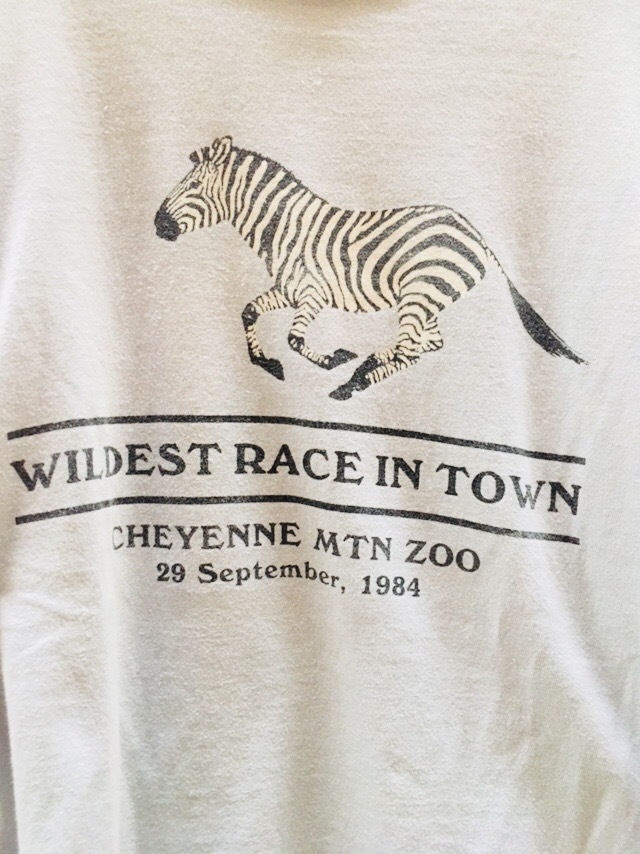 WILDEST RACE IN TOWN
CHEYENNE MTN ZOO
29 September, 1984